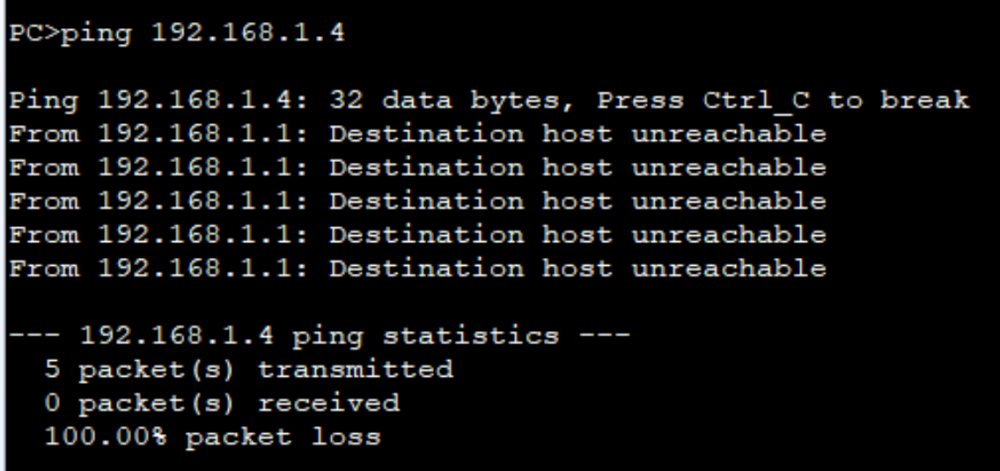 PC>ping 192.168.1.4
Ping 192.168.1.4: 32 data bytes, Press Ctrl_C to break
From 192.168.1.1: Destination host unreachable
From 192.168.1.1: Destination host unreachable
From 192.168.1.1: Destination host unreachable
From 192.168.1.1: Destination host unreachable
From 192.168.1.1: Destination host unreachable
--- 192.168.1.4 ping statistics ---
5 packet(s) transmitted
0 packet(s) received
100.00% packet loss